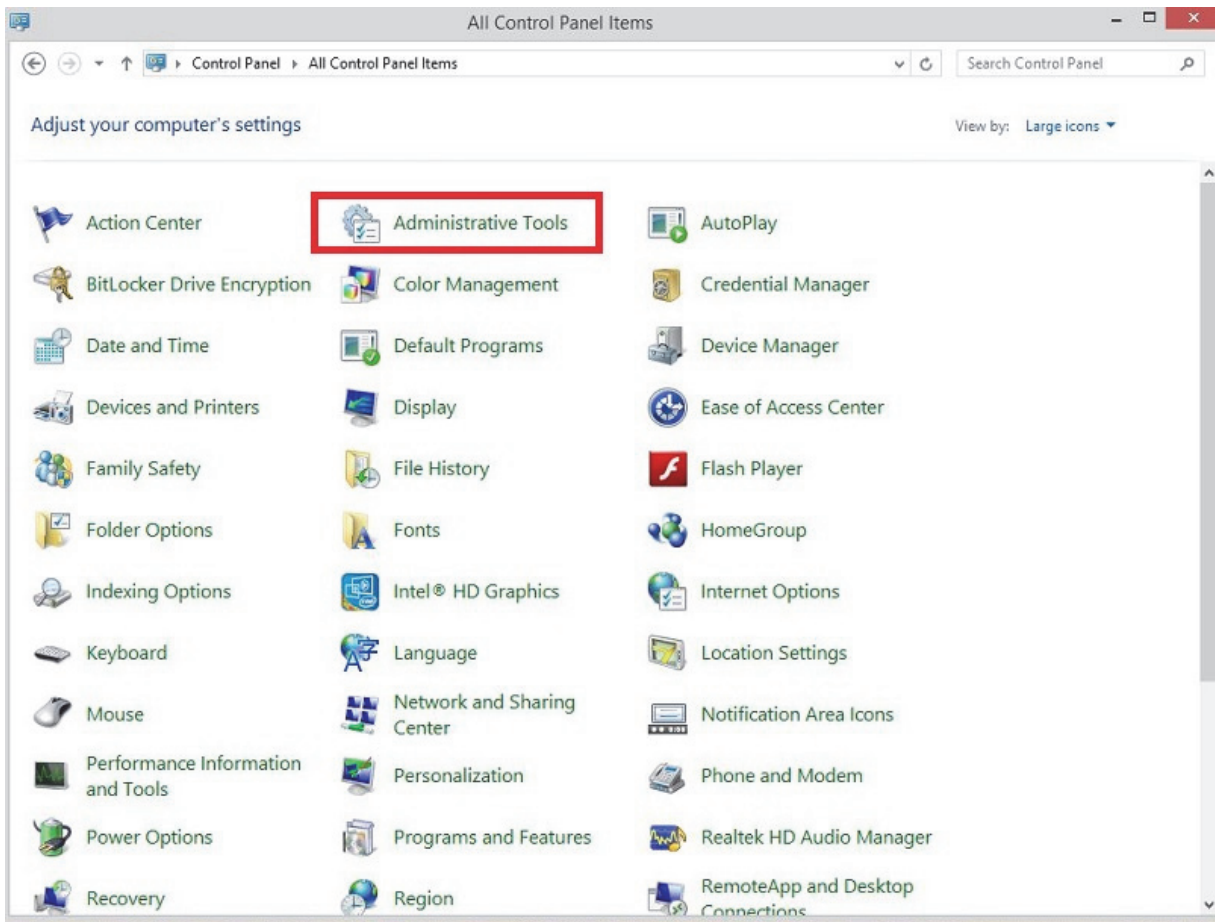 All Control Panel Items
Control Panel All Control Panel Items
Search Control Panel
Adjust your computer's settings
View by: Large icons
Action Center
Administrative Tools
AutoPlay
BitLocker Drive Encryption
Color Management
Credential Manager
Date and Time
Default Programs
Device Manager
Devices and Printers
Display
Ease of Access Center
Family Safety
File History
Flash Player
Folder Options
Fonts
HomeGroup
Indexing Options
Intel® HD Graphics
Internet Options
Keyboard
Language
Location Settings
Mouse
Network and Sharing
Center
Notification Area Icons
Performance Information
and Tools
Personalization
Phone and Modem
Power Options
Programs and Features
Realtek HD Audio Manager
Recovery
Region
RemoteApp and Desktop
Connections